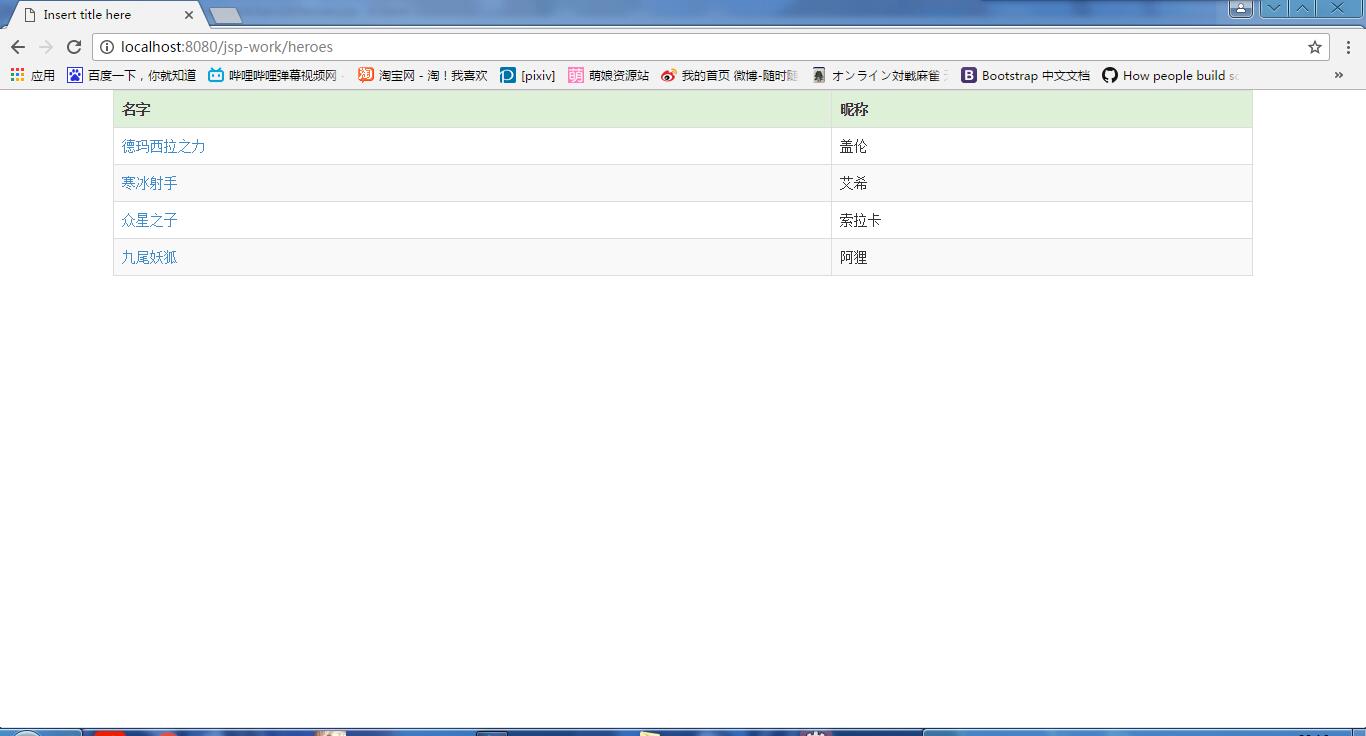 Insert title here
localhost:8080/jsp-work/heroes
应用 百度一下，你就知道 哔哩哔哩弹幕视频网 - 淘宝网 - 淘！我喜欢 [pixiv] 萌娘资源站 我的首页 微博-随时随 オンライン対戦麻雀 Bootstrap 中文文档 How people build »
名字 昵称
德玛西拉之力 盖伦
寒冰射手 艾希
众星之子 索拉卡
九尾妖狐 阿狸